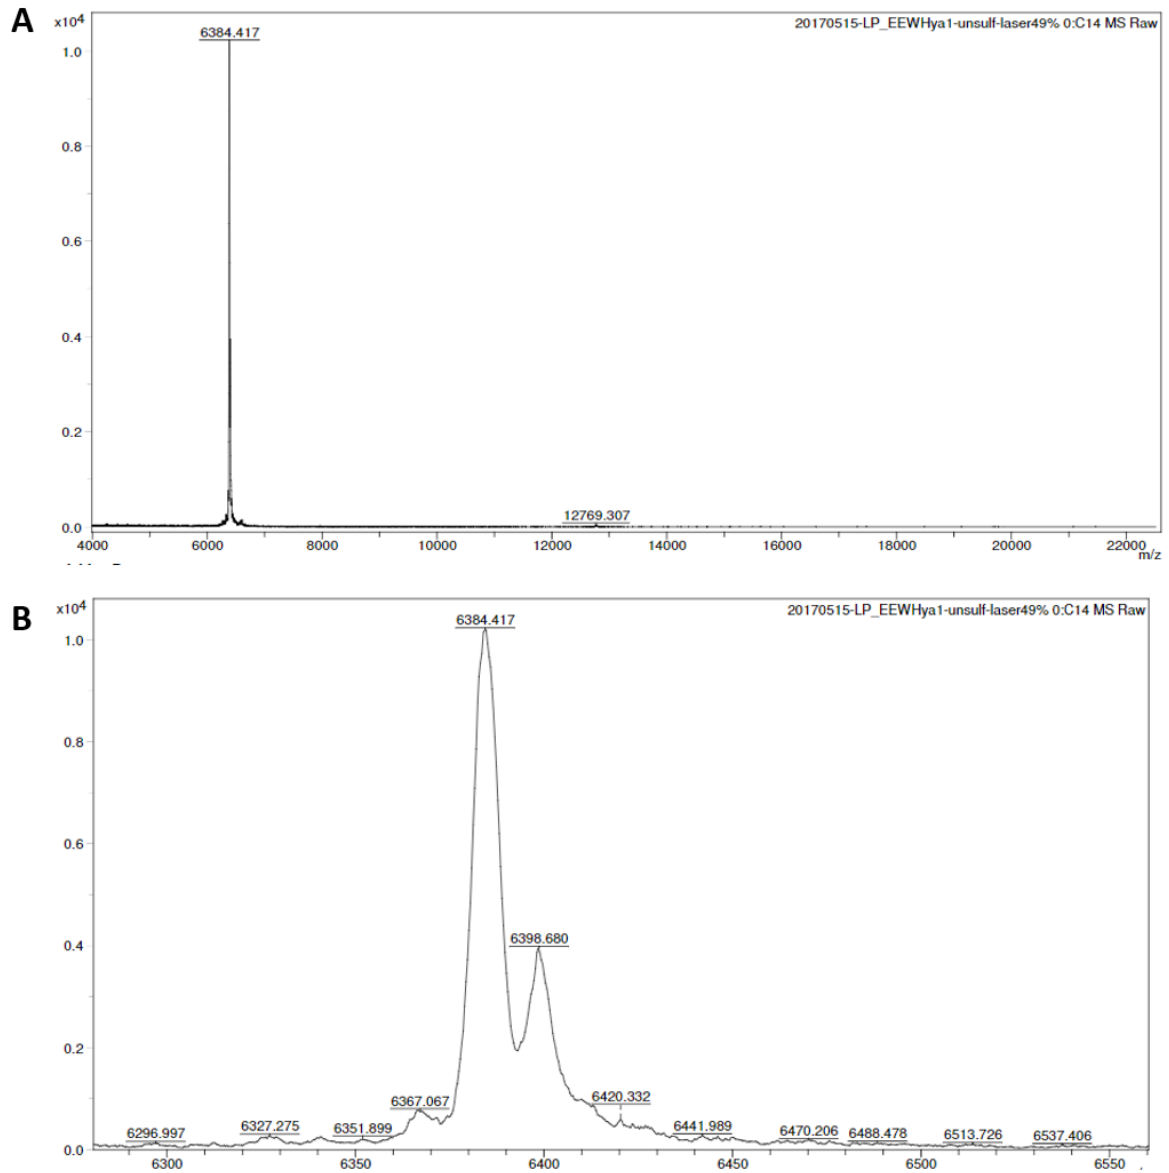 A
x10⁴
20170515-LP_EEWHya1-unsulf-laser49% 0:C14 MS Raw
6384.417
1.0
0.8
0.6
0.4
0.2
12769.307
0.0
4000 6000 8000 10000 12000 14000 16000 18000 20000 22000
m/z
B
x10⁴
20170515-LP_EEWHya1-unsulf-laser49% 0:C14 MS Raw
6384.417
1.0
0.8
0.6
6398.680
0.4
0.2
6367.067
6420.332
6296.997 6327.275 6351.899 6441.989 6470.206 6488.478 6513.726 6537.406
0.0
6300 6350 6400 6450 6500 6550